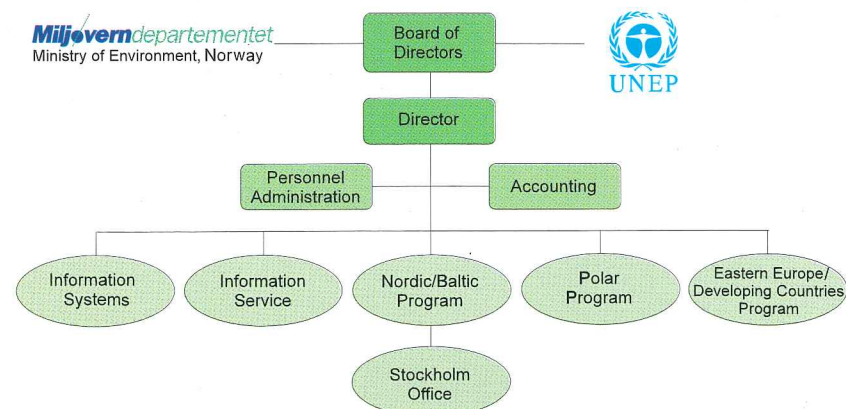 Miljøverndepartementet
Ministry of Environment, Norway
Board of
Directors
UNEP
Director
Personnel
Administration
Accounting
Information
Systems
Information
Service
Nordic/Baltic
Program
Polar
Program
Eastern Europe/
Developing Countries
Program
Stockholm
Office